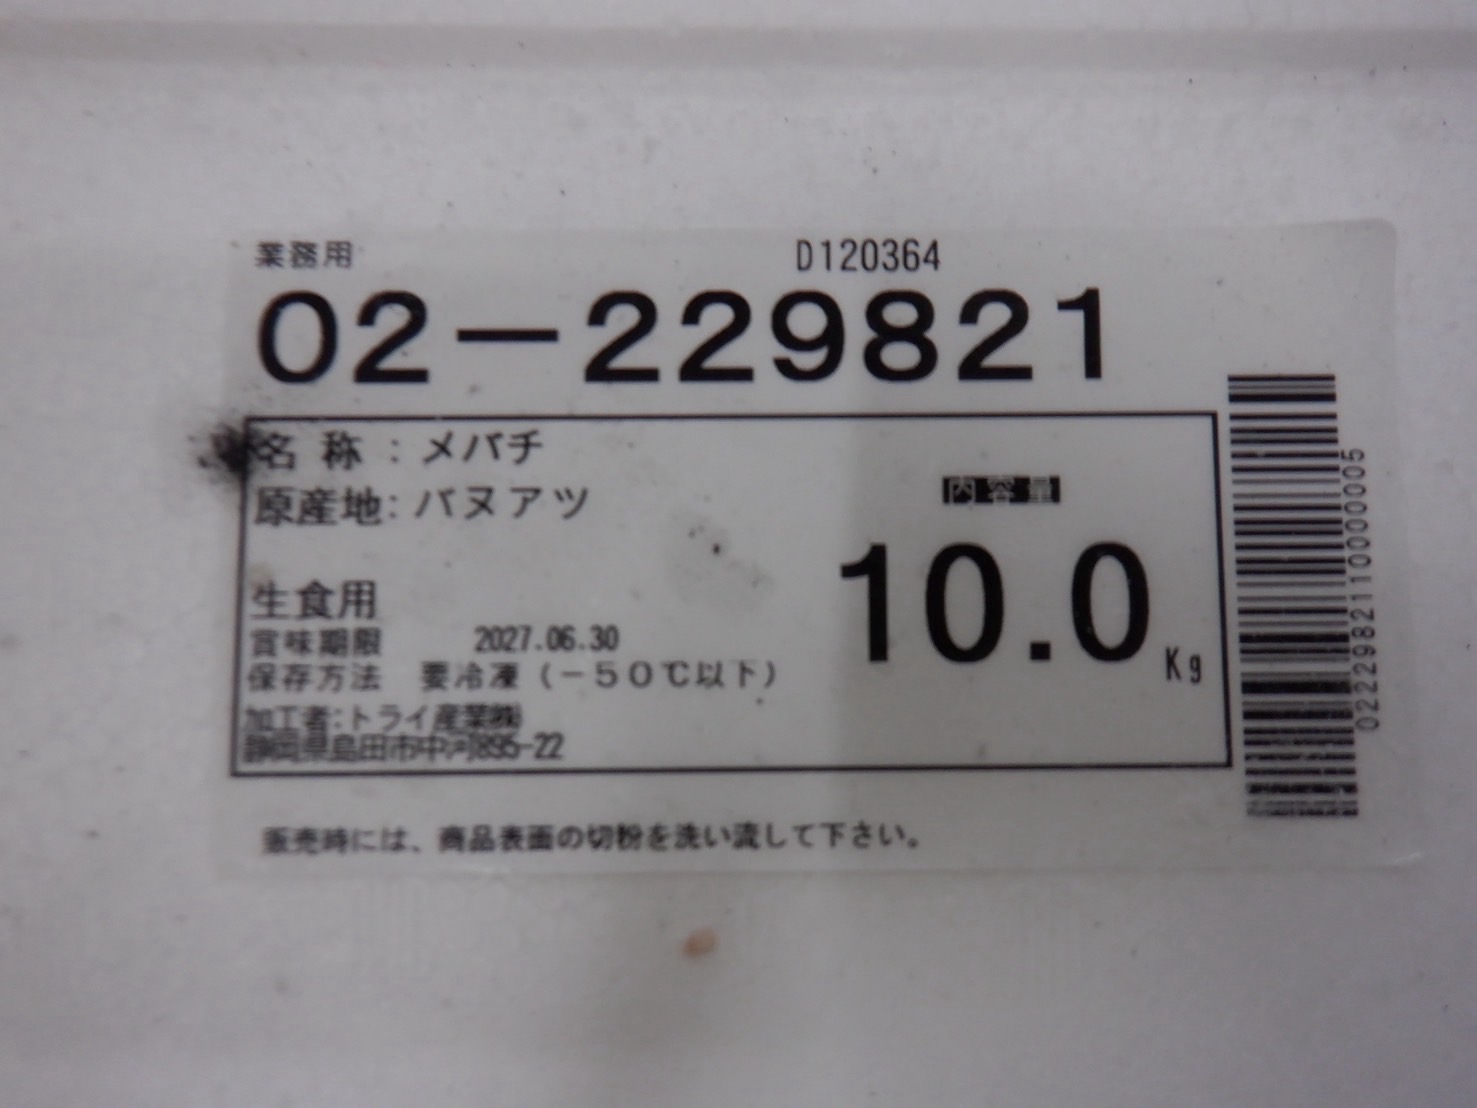 業務用
D120364
02-229821
名 称 : メバチ
原産地: バヌアツ
内容量
10.0
Kg
生食用
賞味期限 2027.06.30
保存方法 要冷凍(-50℃以下)
加工者:トライ産業㈱
静岡県島田市中河895-22
販売時には、商品表面の切粉を洗い流して下さい。
0222982110000005